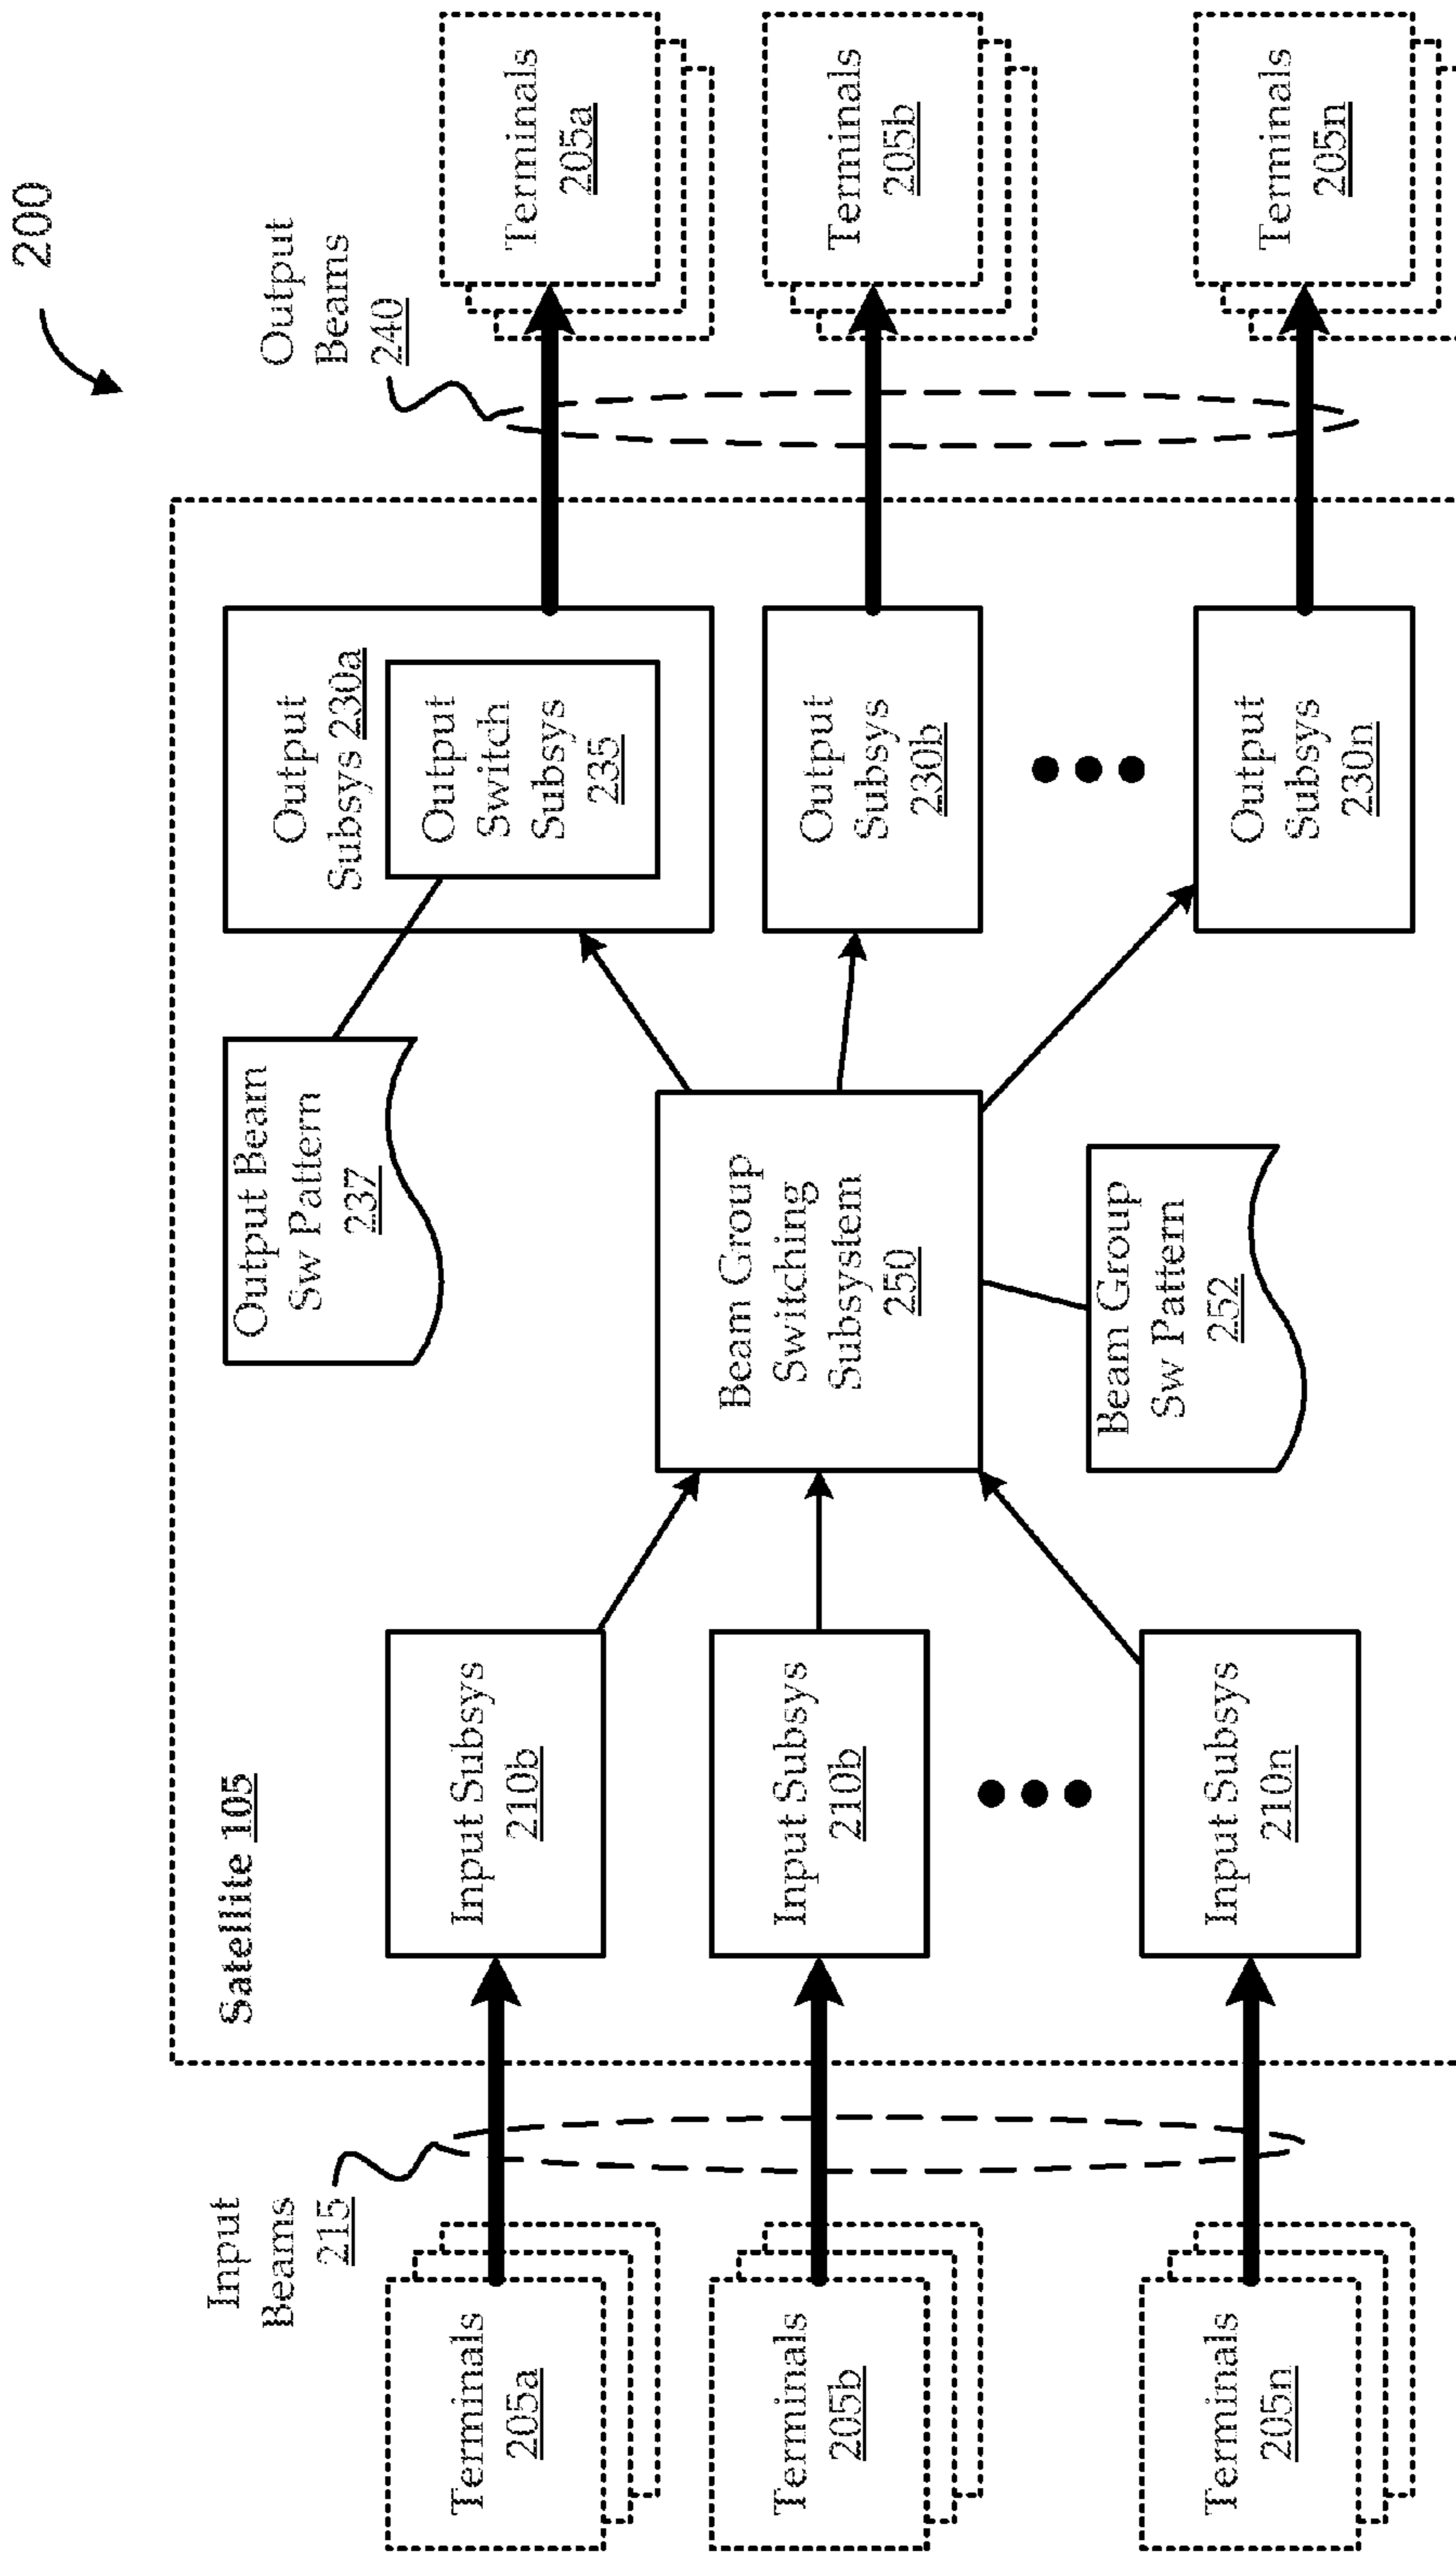 200
Input
Beams
215
Output
Beams
240
Satellite 105
Terminals
205a
Input Subsys
210b
Output Beam
Sw Pattern
237
Output
Subsys 230a
Output
Switch
Subsys
235
Terminals
205a
Terminals
205b
Input Subsys
210b
Beam Group
Switching
Subsystem
250
Output
Subsys
230b
Terminals
205b
Beam Group
Sw Pattern
252
Terminals
205n
Input Subsys
210n
Output
Subsys
230n
Terminals
205n